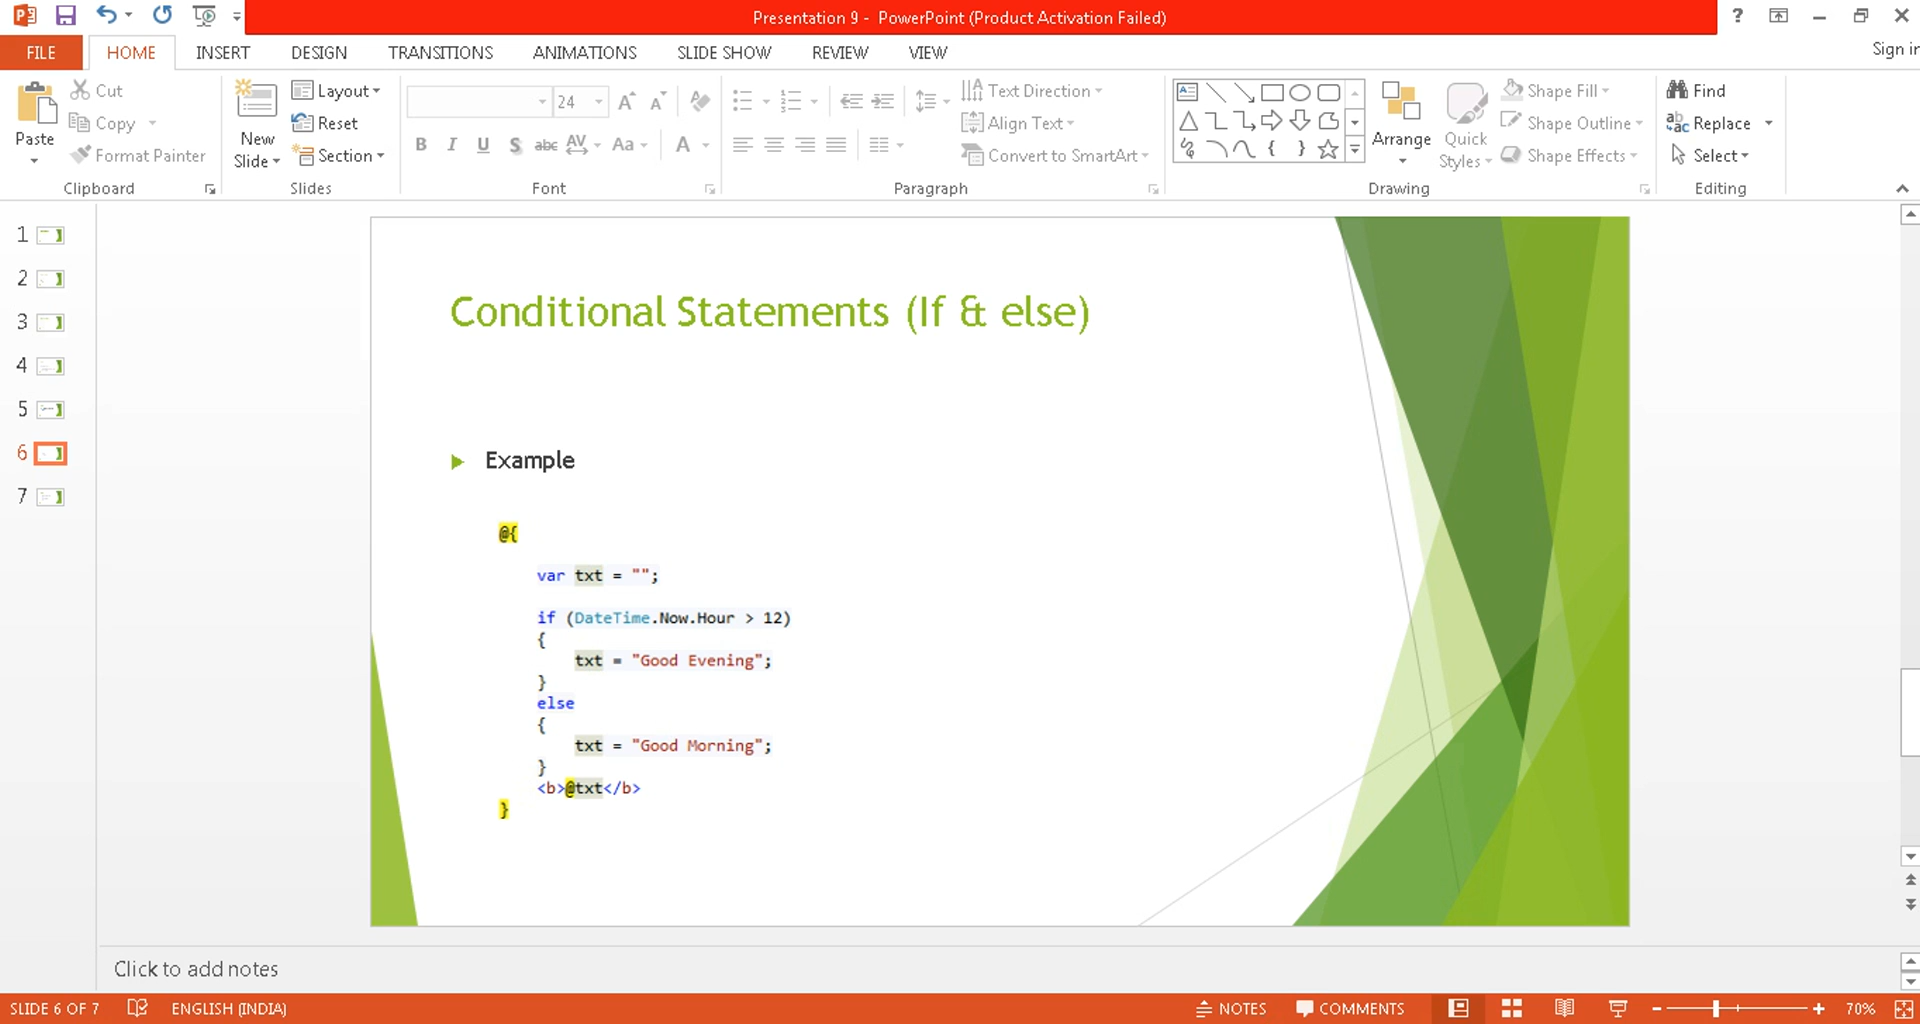 Presentation 9 - PowerPoint (Product Activation Failed)
?
FILE HOME INSERT DESIGN TRANSITIONS ANIMATIONS SLIDE SHOW REVIEW VIEW
Paste
Cut
Copy
Format Painter
Clipboard
New
Slide
Layout
Reset
Section
Slides
24
B I U S abc AV Aa A
Font
Text Direction
Align Text
Convert to SmartArt
Paragraph
Arrange
Quick
Styles
Shape Fill
Shape Outline
Shape Effects
Drawing
Find
Replace
Select
Editing
1
2
3
4
5
6
7
Conditional Statements (If & else)
Example
@{
var txt = "";
if (DateTime.Now.Hour > 12)
{
txt = "Good Evening";
}
else
{
txt = "Good Morning";
}
<b>@txt</b>
}
Click to add notes
SLIDE 6 OF 7 ENGLISH (INDIA) NOTES COMMENTS 70%